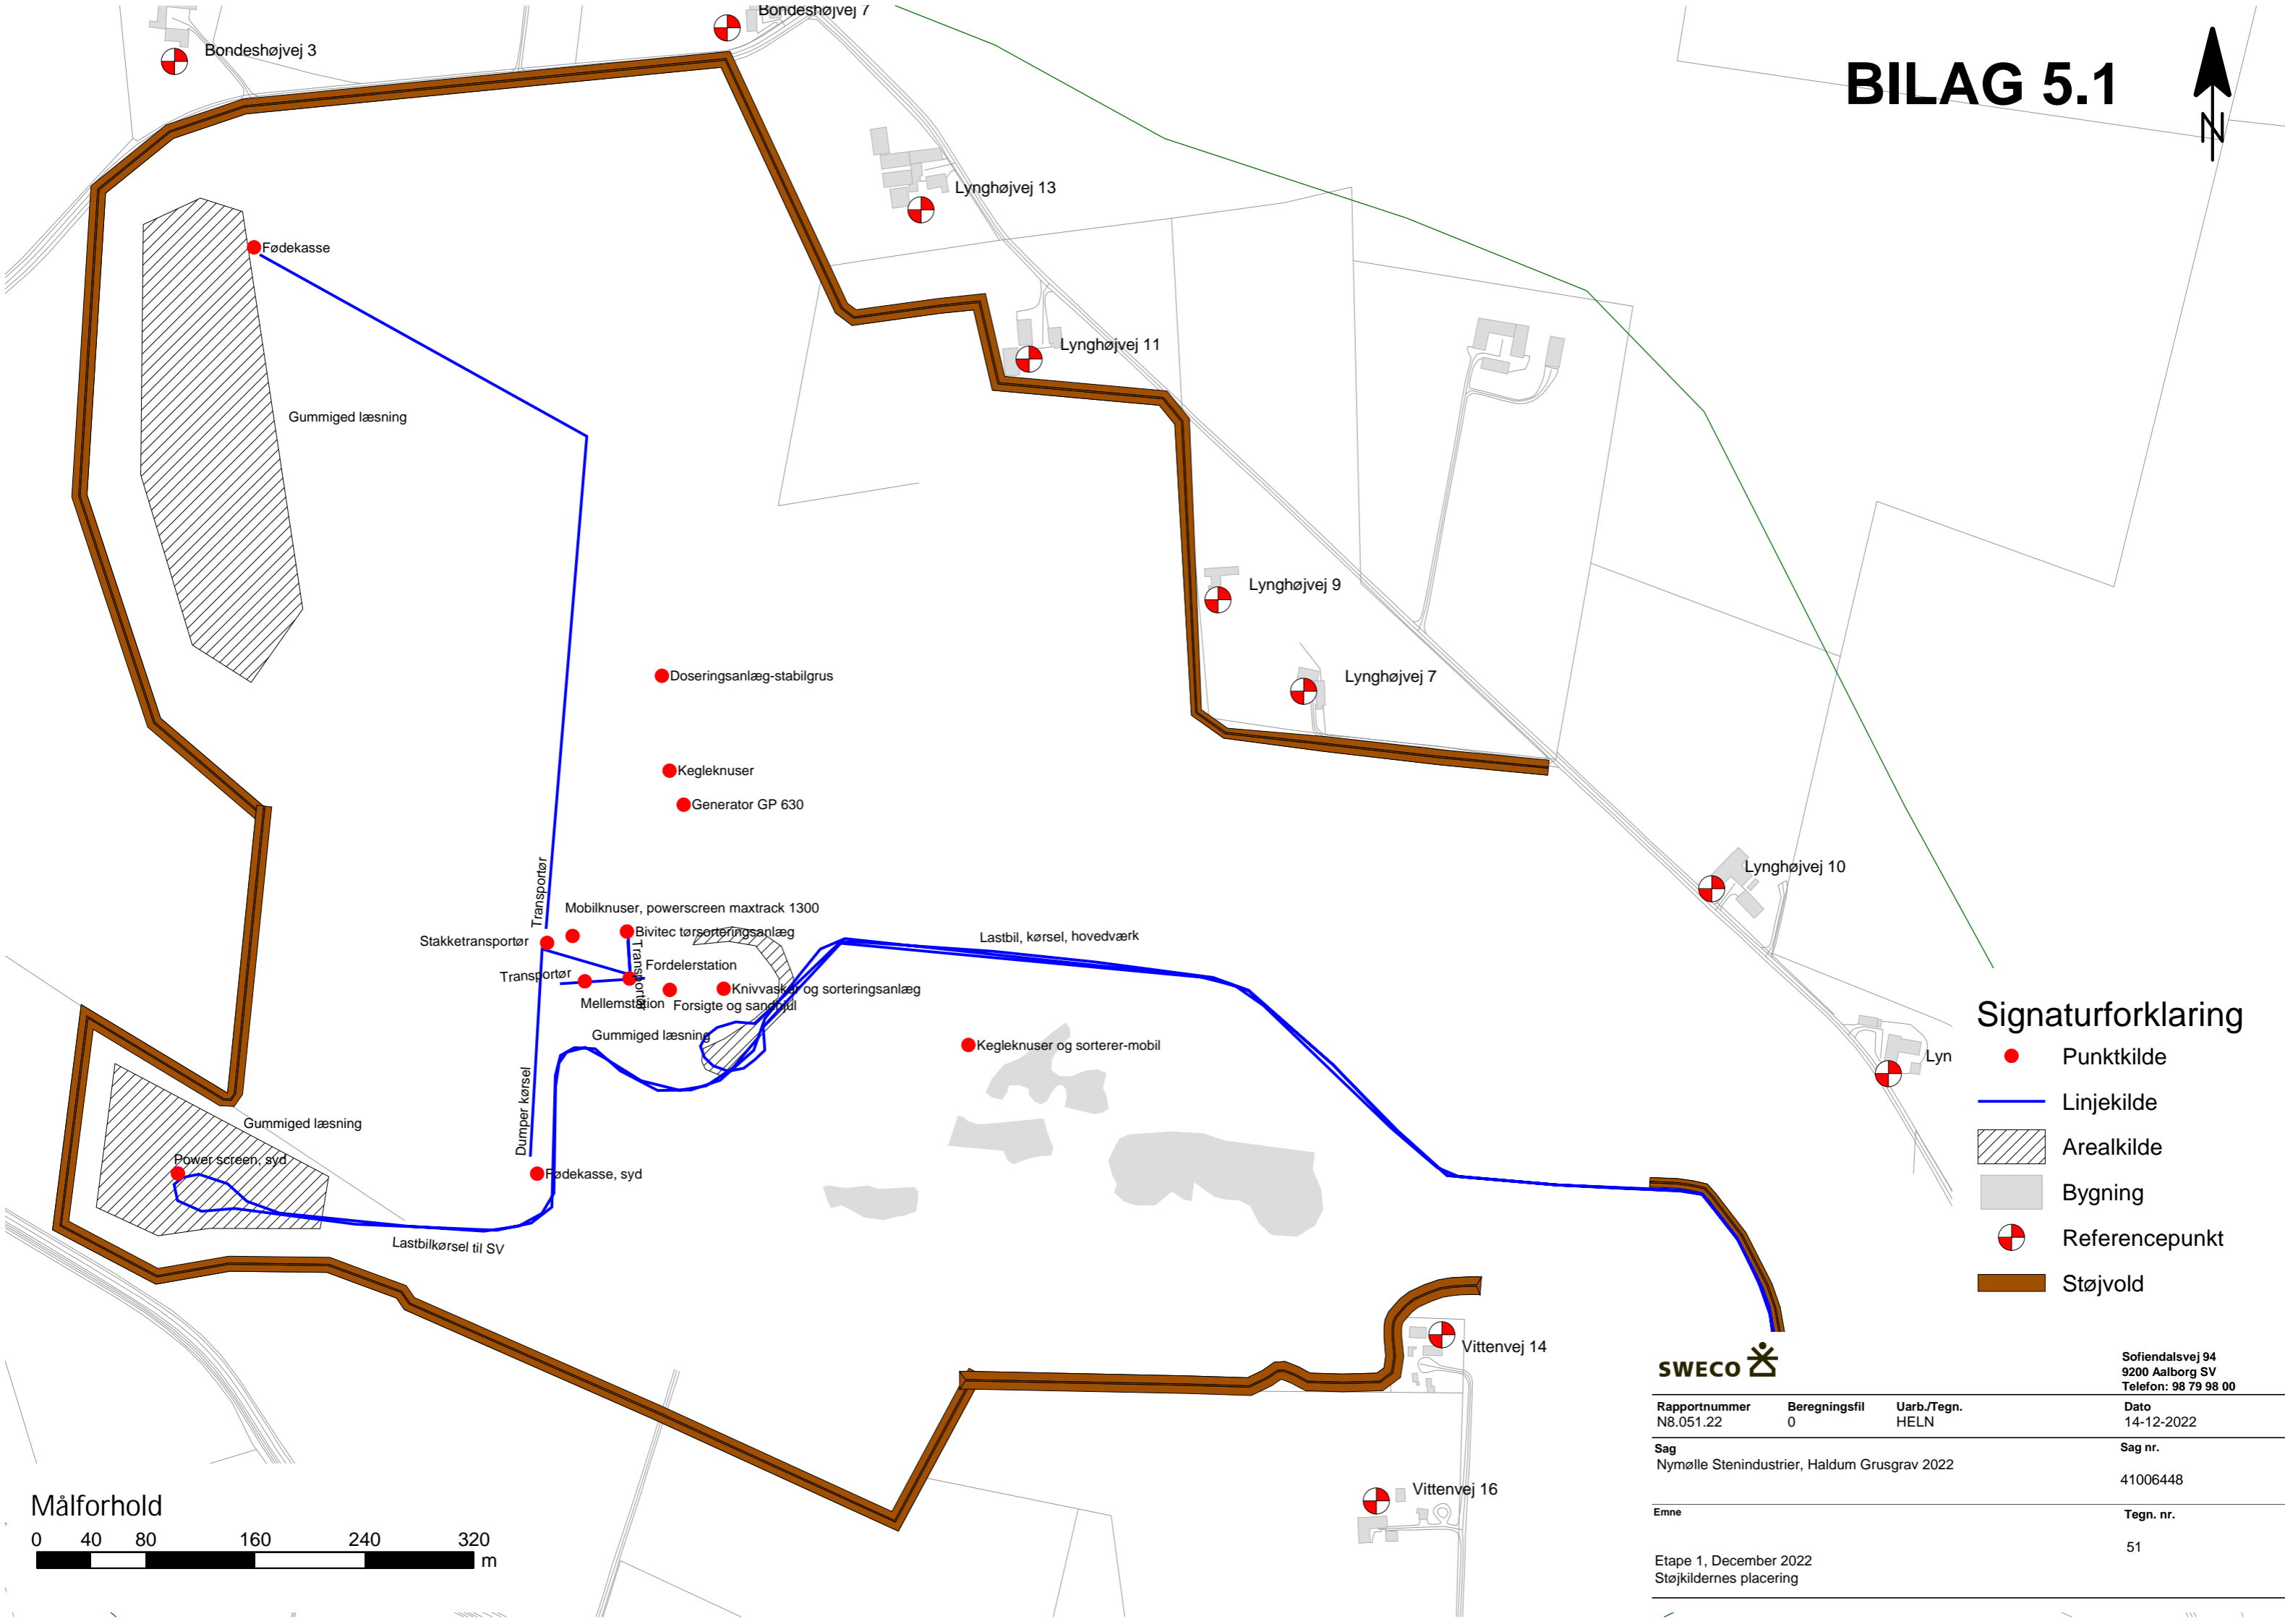 Bondeshøjvej 7
Bondeshøjvej 3
BILAG 5.1
N
Lynghøjvej 13
Fødekasse
Lynghøjvej 11
Gummiged læsning
Lynghøjvej 9
Lynghøjvej 7
Doseringsanlæg-stabilgrus
Kegleknuser
Generator GP 630
Transportør
Lynghøjvej 10
Mobilknuser, powerscreen maxtrack 1300
Bivitec tørsorteringsanlæg
Stakketransportør
Lastbil, kørsel, hovedværk
Transportør
Fordelerstation
Transportør
Knivvasker og sorteringsanlæg
Mellemstation
Forsigte og sandhjul
Gummiged læsning
Kegleknuser og sorterer-mobil
Lyn
Dumper kørsel
Gummiged læsning
Power screen, syd
Fødekasse, syd
Lastbilkørsel til SV
Signaturforklaring
Punktkilde
Linjekilde
Arealkilde
Bygning
Referencepunkt
Støjvold
Vittenvej 14
Vittenvej 16
Målforhold
0 40 80 160 240 320
m
SWECO
Sofiendalsvej 94
9200 Aalborg SV
Telefon: 98 79 98 00
Rapportnummer Beregningsfil Uarb./Tegn. Dato
N8.051.22 0 HELN 14-12-2022
Sag Sag nr.
Nymølle Stenindustrier, Haldum Grusgrav 2022
41006448
Emne Tegn. nr.
51
Etape 1, December 2022
Støjkildernes placering